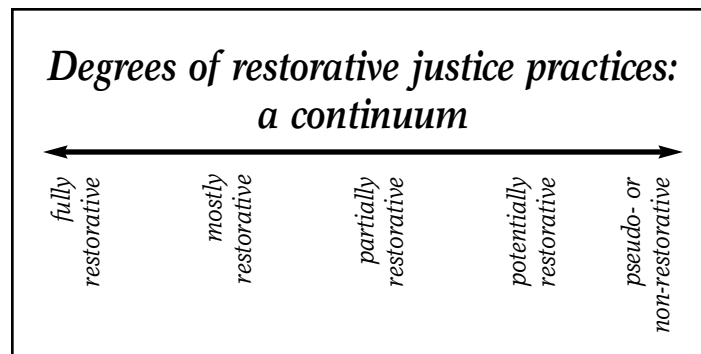 Degrees of restorative justice practices:
a continuum
fully
restorative
mostly
restorative
partially
restorative
potentially
restorative
pseudo- or
non-restorative